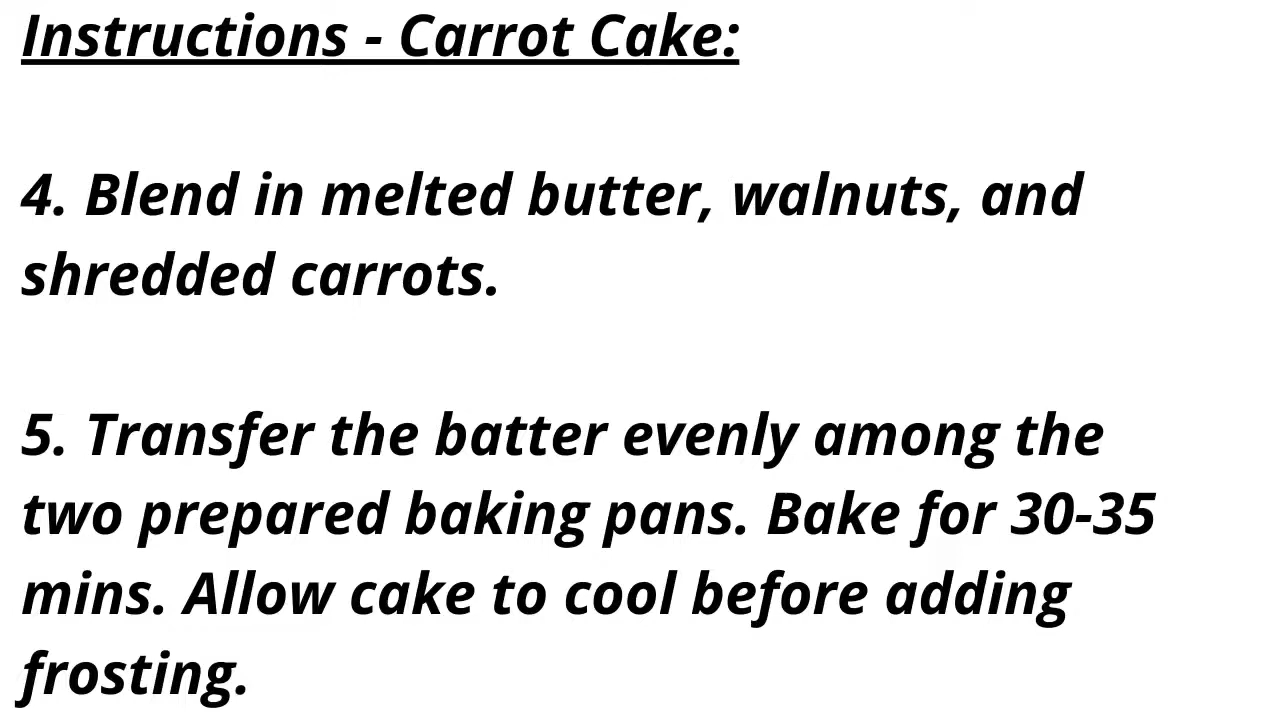 Instructions - Carrot Cake:
4. Blend in melted butter, walnuts, and
shredded carrots.
5. Transfer the batter evenly among the
two prepared baking pans. Bake for 30-35
mins. Allow cake to cool before adding
frosting.